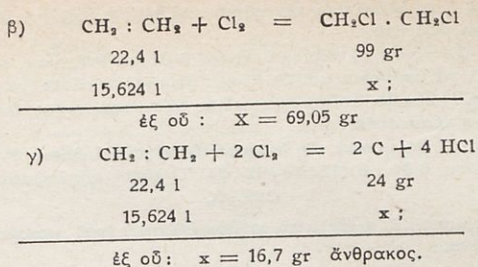 β) CH₂ : CH₂ + Cl₂ = CH₂Cl . CH₂Cl
22,4 l 99 gr
15,624 l x ;
ἐξ οὗ : X = 69,05 gr
γ) CH₂ : CH₂ + 2 Cl₂ = 2 C + 4 HCl
22,4 l 24 gr
15,624 l x ;
ἐξ οὗ: x = 16,7 gr ἄνθρακος.